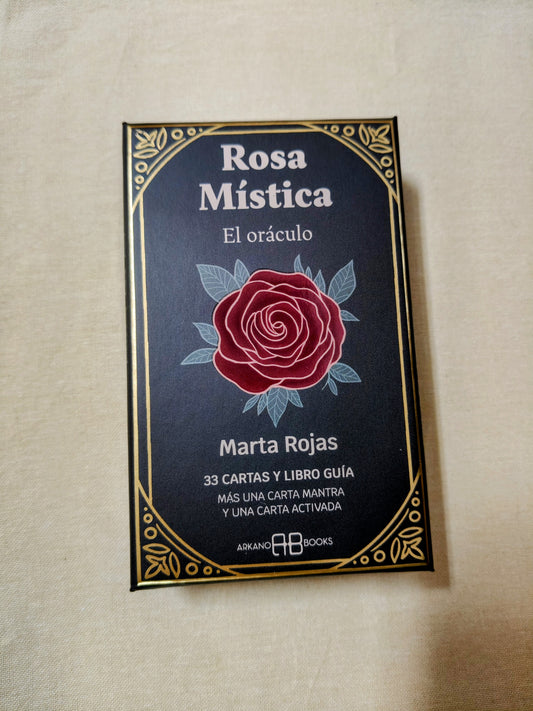 Rosa
Mística
El oráculo
Marta Rojas
33 CARTAS Y LIBRO GUÍA
MÁS UNA CARTA MANTRA
Y UNA CARTA ACTIVADA
ARKANO AB BOOKS